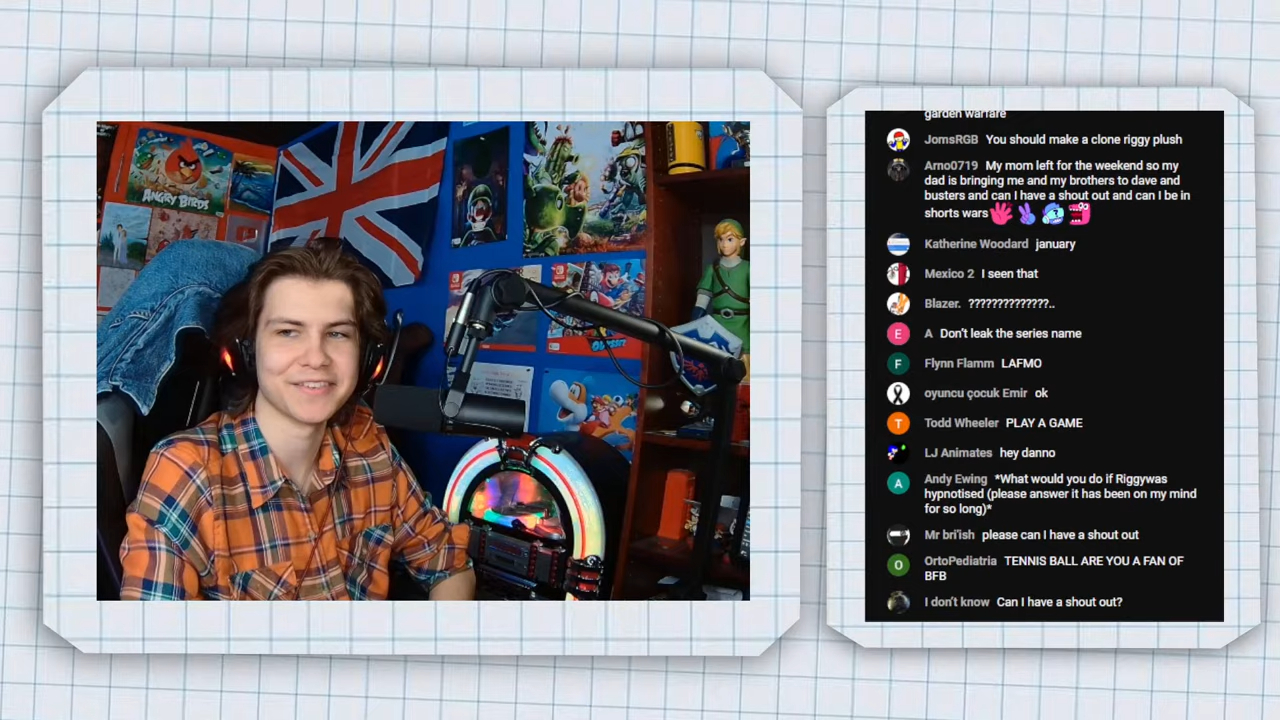 ANGRY BIRDS
garden warfare
JomsRGB You should make a clone riggy plush
Arno0719 My mom left for the weekend so my
dad is bringing me and my brothers to dave and
busters and can I have a shout out and can I be in
shorts wars
Katherine Woodard january
Mexico 2 I seen that
Blazer. ?????????????..
E A Don't leak the series name
F Flynn Flamm LAFMO
oyuncu çocuk Emir ok
T Todd Wheeler PLAY A GAME
LJ Animates hey danno
A Andy Ewing *What would you do if Riggywas
hypnotised (please answer it has been on my mind
for so long)*
Mr bri'ish please can I have a shout out
O OrtoPediatria TENNIS BALL ARE YOU A FAN OF
BFB
I don't know Can I have a shout out?